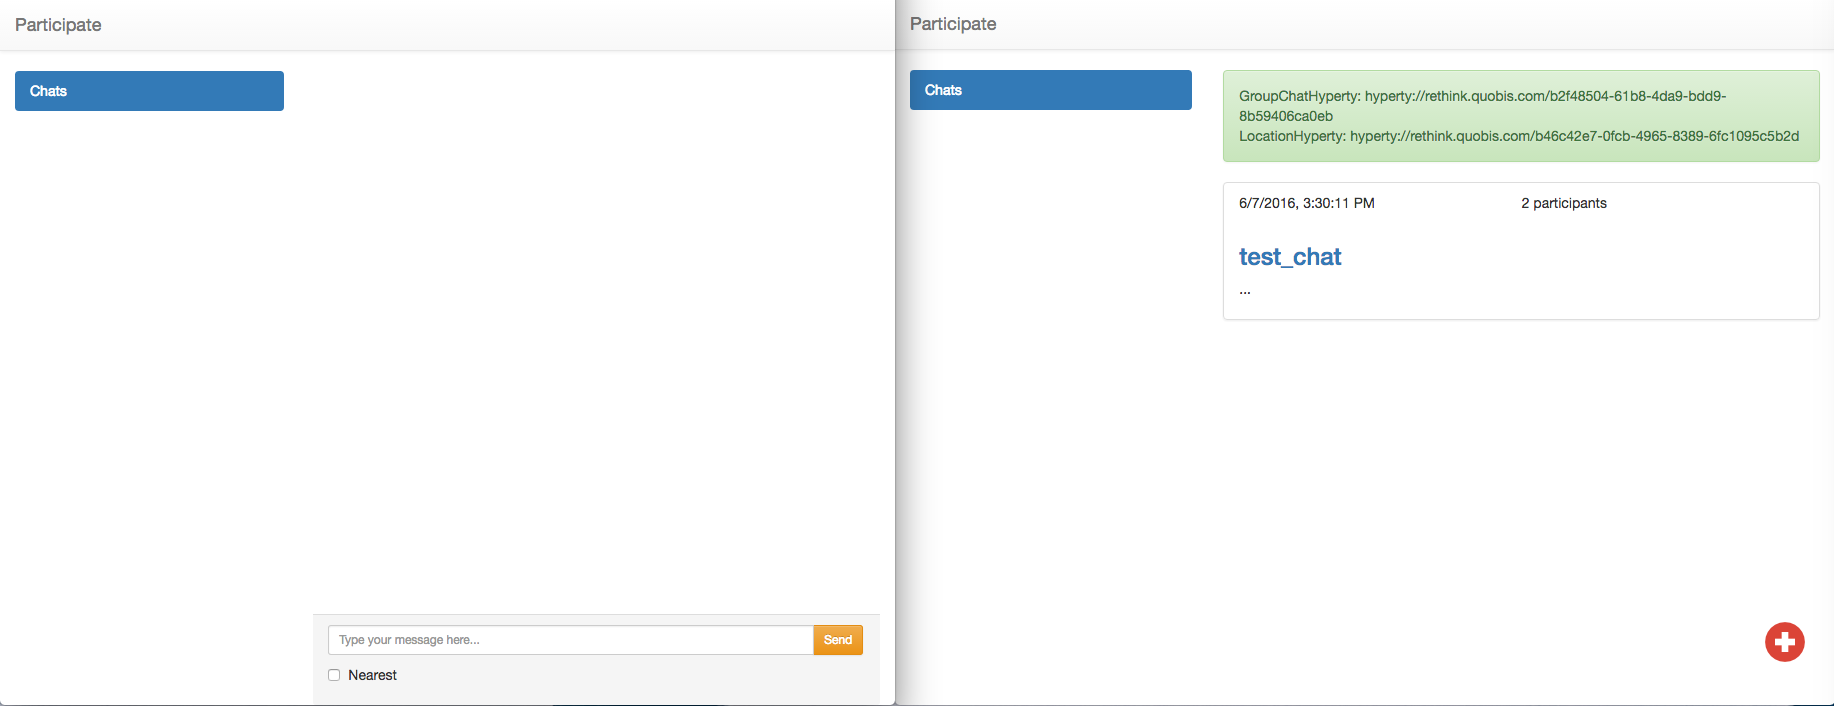 Participate
Chats
Type your message here...
Send
Nearest
Participate
Chats
GroupChatHyperty: hyperty://rethink.quobis.com/b2f48504-61b8-4da9-bdd9-
8b59406ca0eb
LocationHyperty: hyperty://rethink.quobis.com/b46c42e7-0fcb-4965-8389-6fc1095c5b2d
6/7/2016, 3:30:11 PM 2 participants
test_chat
...